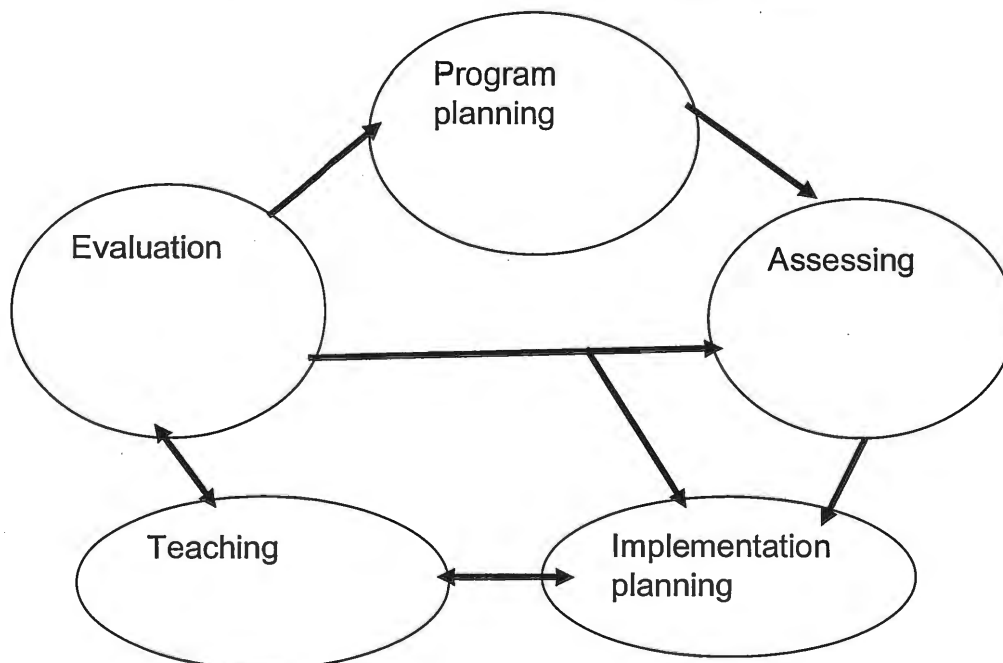 Program
planning
Evaluation
Assessing
Teaching
Implementation
planning